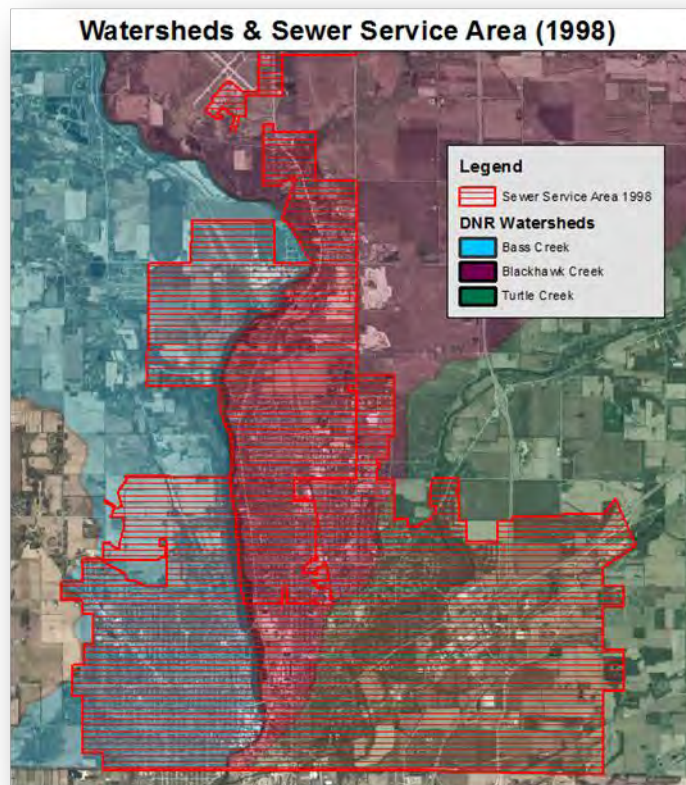 Watersheds & Sewer Service Area (1998)
Legend
Sewer Service Area 1998
DNR Watersheds
Bass Creek
Blackhawk Creek
Turtle Creek